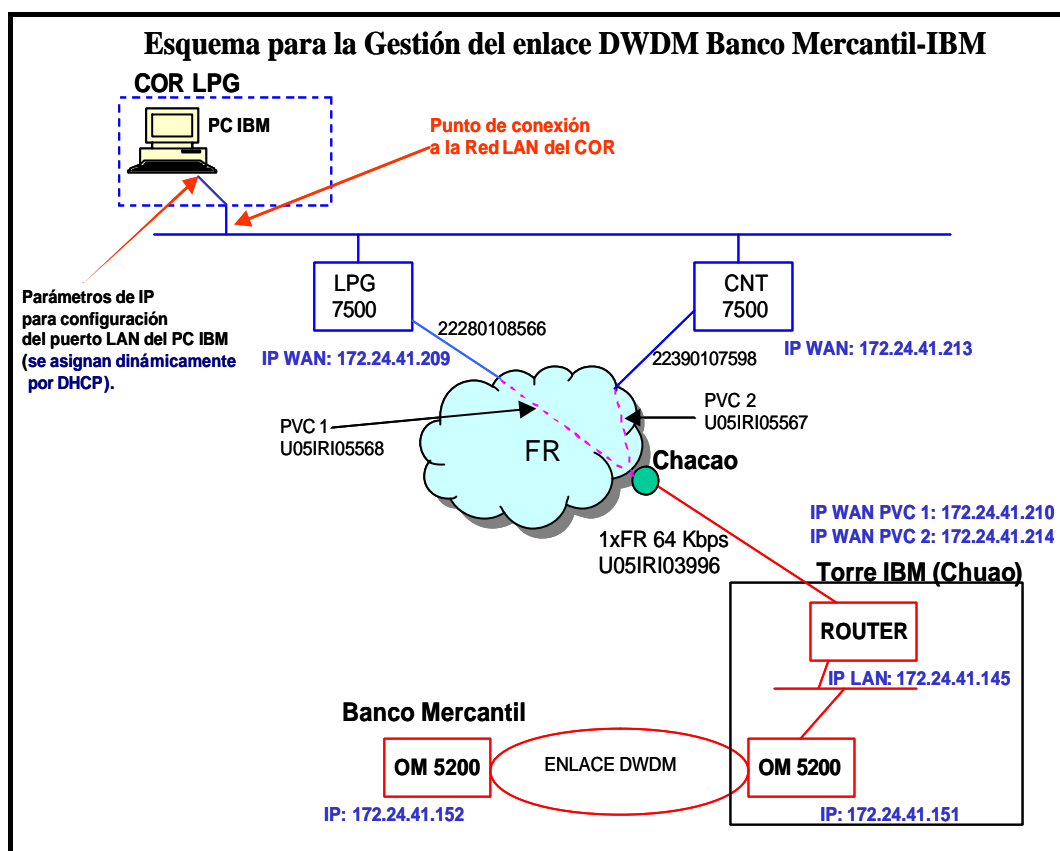 Esquema para la Gestión del enlace DWDM Banco Mercantil-IBM
COR LPG
PC IBM
Punto de conexión
a la Red LAN del COR
Parámetros de IP
para configuración
del puerto LAN del PC IBM
(se asignan dinámicamente
por DHCP).
LPG
7500
CNT
7500
22280108566
IP WAN: 172.24.41.209
22390107598
IP WAN: 172.24.41.213
PVC 1
U05IRI05568
PVC 2
U05IRI05567
FR
Chacao
1xFR 64 Kbps
U05IRI03996
IP WAN PVC 1: 172.24.41.210
IP WAN PVC 2: 172.24.41.214
Torre IBM (Chuao)
ROUTER
IP LAN: 172.24.41.145
Banco Mercantil
OM 5200
ENLACE DWDM
OM 5200
IP: 172.24.41.152
IP: 172.24.41.151